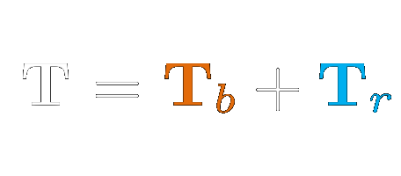 T = T_b + T_r